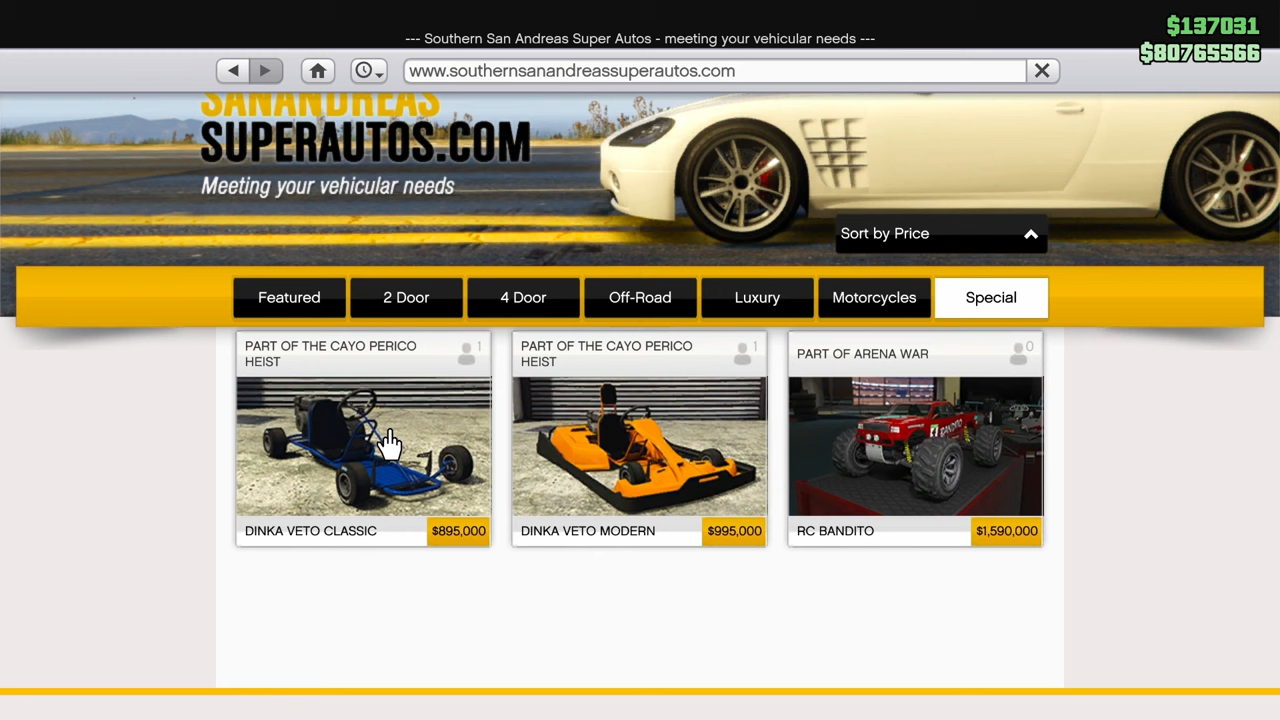 $137031
--- Southern San Andreas Super Autos - meeting your vehicular needs ---
$80765566
www.southernsanandreassuperautos.com
SANANDREAS
SUPERAUTOS.COM
Meeting your vehicular needs
Sort by Price
Featured
2 Door
4 Door
Off-Road
Luxury
Motorcycles
Special
PART OF THE CAYO PERICO
HEIST
1
DINKA VETO CLASSIC
$895,000
PART OF THE CAYO PERICO
HEIST
1
DINKA VETO MODERN
$995,000
PART OF ARENA WAR
0
BANDITO
RC BANDITO
$1,590,000